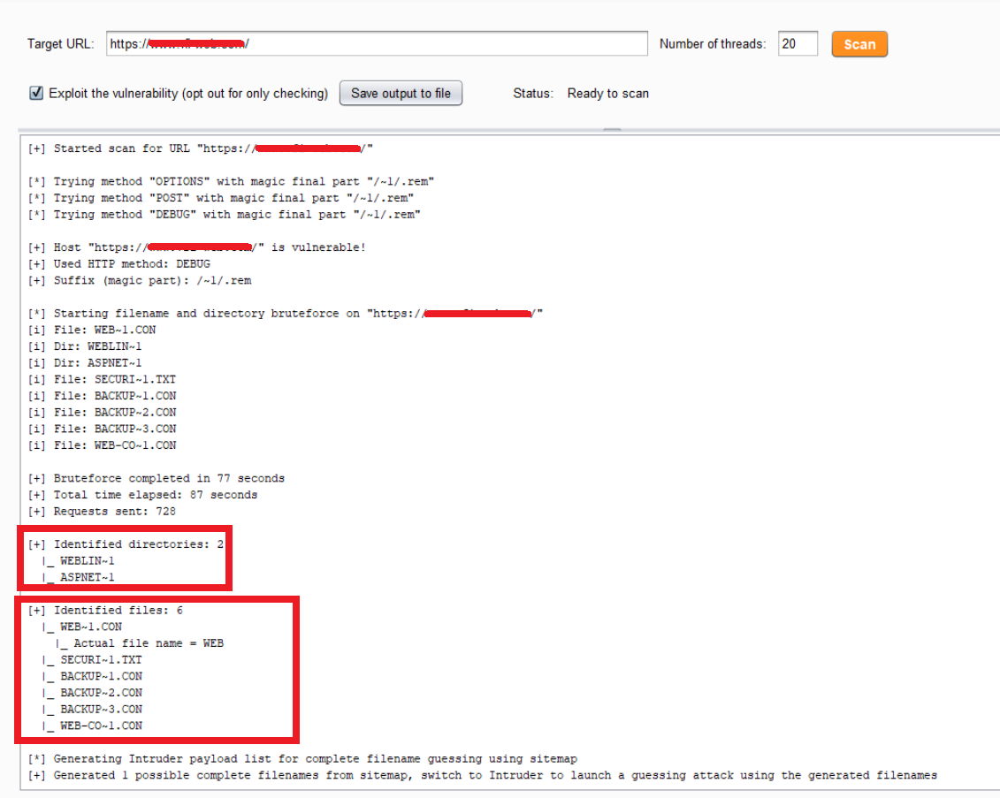 Target URL: https:// / Number of threads: 20 Scan
Exploit the vulnerability (opt out for only checking) Save output to file Status: Ready to scan
[+] Started scan for URL "https:// /"
[*] Trying method "OPTIONS" with magic final part "/~1/.rem"
[*] Trying method "POST" with magic final part "/~1/.rem"
[*] Trying method "DEBUG" with magic final part "/~1/.rem"
[+] Host "https:// /" is vulnerable!
[+] Used HTTP method: DEBUG
[+] Suffix (magic part): /~1/.rem
[*] Starting filename and directory bruteforce on "https:// /"
[i] File: WEB~1.CON
[i] Dir: WEBLIN~1
[i] Dir: ASPNET~1
[i] File: SECURI~1.TXT
[i] File: BACKUP~1.CON
[i] File: BACKUP~2.CON
[i] File: BACKUP~3.CON
[i] File: WEB-CO~1.CON
[+] Bruteforce completed in 77 seconds
[+] Total time elapsed: 87 seconds
[+] Requests sent: 728
[+] Identified directories: 2
|_ WEBLIN~1
|_ ASPNET~1
[+] Identified files: 6
|_ WEB~1.CON
|_ Actual file name = WEB
|_ SECURI~1.TXT
|_ BACKUP~1.CON
|_ BACKUP~2.CON
|_ BACKUP~3.CON
|_ WEB-CO~1.CON
[*] Generating Intruder payload list for complete filename guessing using sitemap
[+] Generated 1 possible complete filenames from sitemap, switch to Intruder to launch a guessing attack using the generated filenames